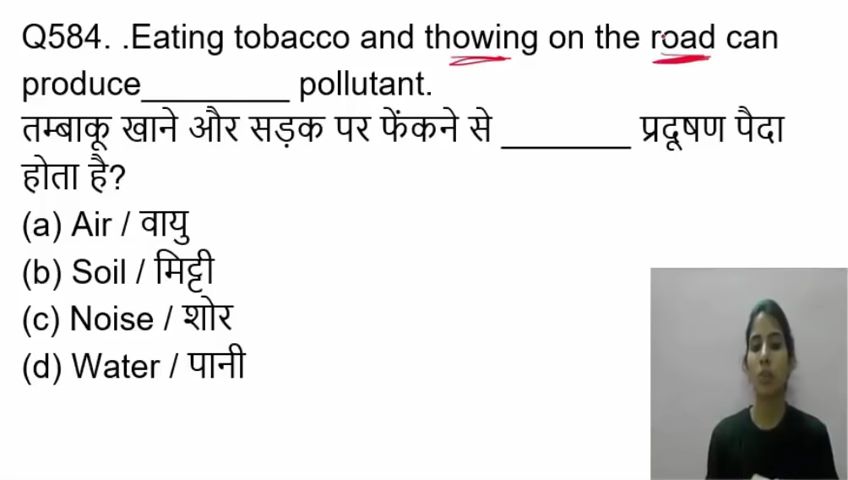 Q584. .Eating tobacco and thowing on the road can
produce________ pollutant.
तम्बाकू खाने और सड़क पर फेंकने से _______ प्रदूषण पैदा
होता है?
(a) Air / वायु
(b) Soil / मिट्टी
(c) Noise / शोर
(d) Water / पानी